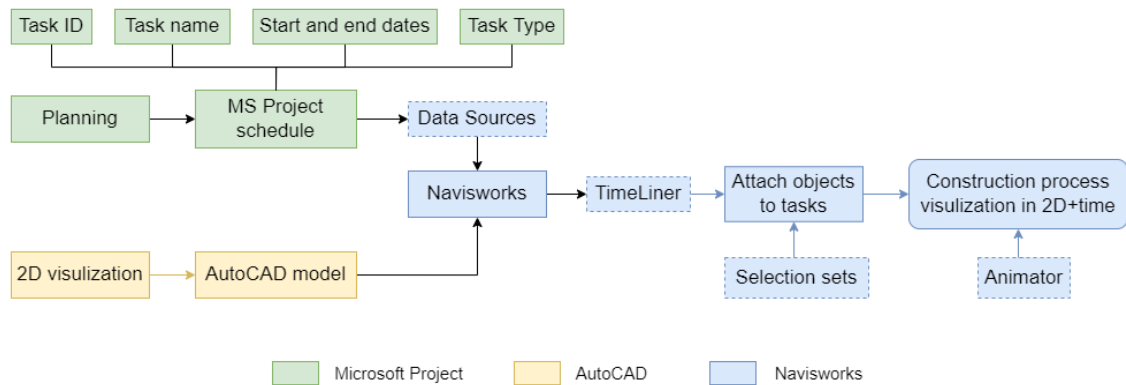 Task ID
Task name
Start and end dates
Task Type
Planning
MS Project
schedule
Data Sources
Navisworks
TimeLiner
Attach objects
to tasks
Construction process
visulization in 2D+time
2D visulization
AutoCAD model
Selection sets
Animator
Microsoft Project
AutoCAD
Navisworks